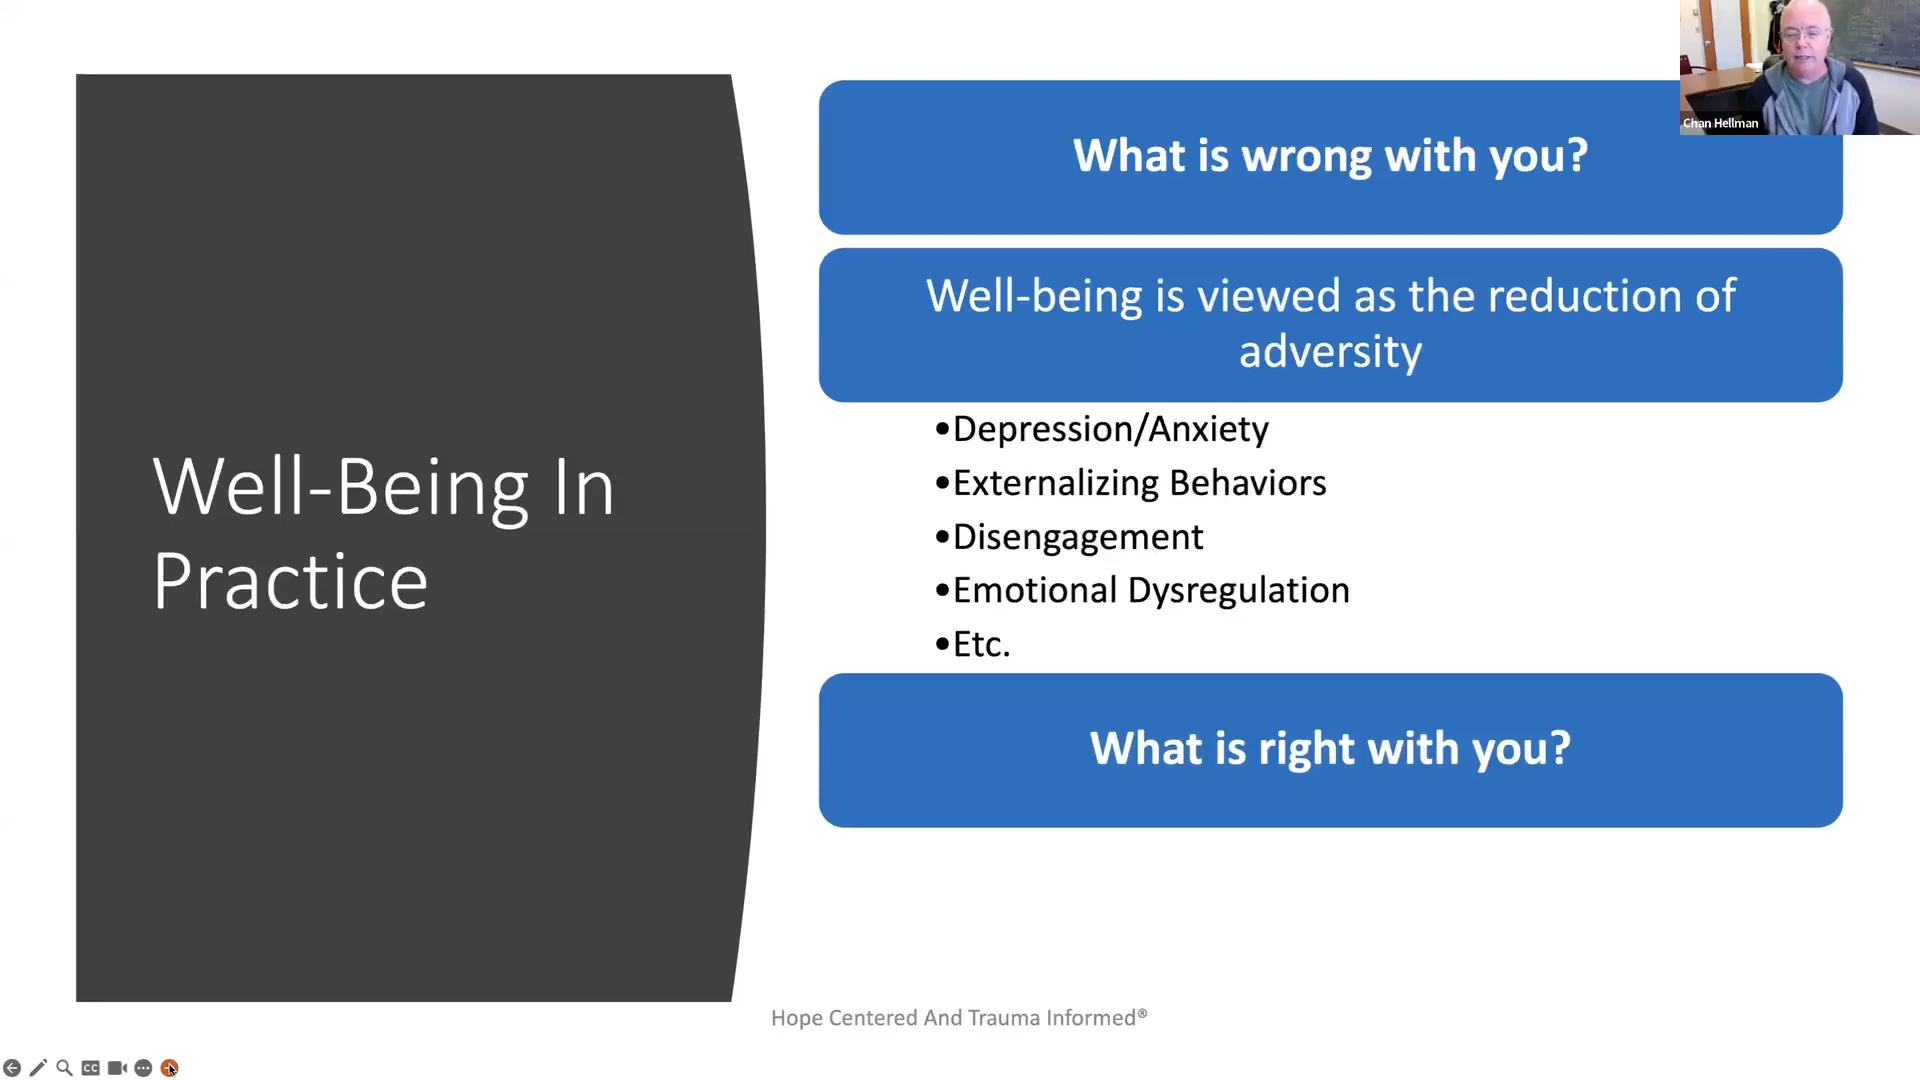 Well-Being In
Practice
What is wrong with you?
Well-being is viewed as the reduction of
adversity
•Depression/Anxiety
•Externalizing Behaviors
•Disengagement
•Emotional Dysregulation
•Etc.
What is right with you?
Hope Centered And Trauma Informed®
Chan Hellman
CC